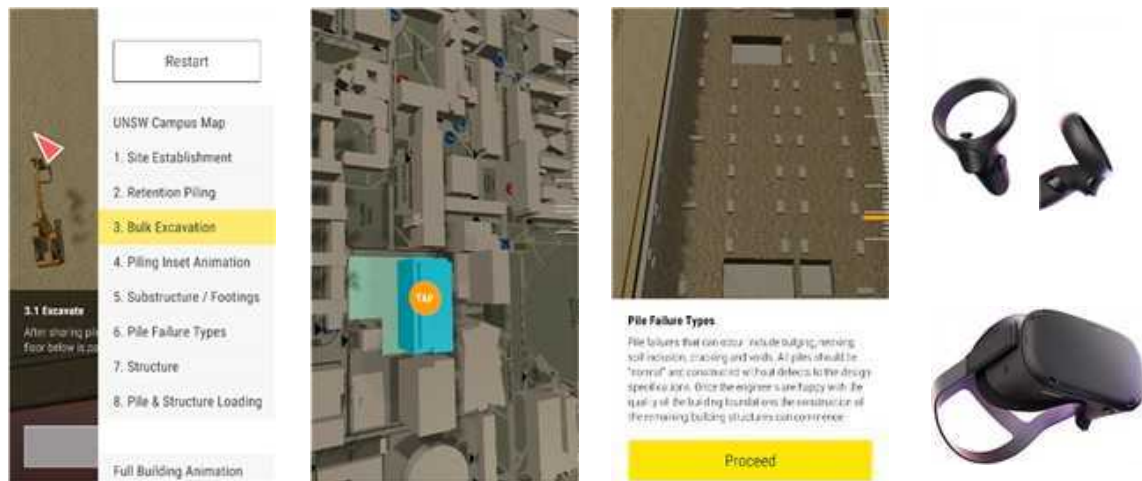 Restart
UNSW Campus Map
1. Site Establishment
2. Retention Piling
3. Bulk Excavation
4. Piling Inset Animation
5. Substructure / Footings
6. Pile Failure Types
7. Structure
8. Pile & Structure Loading
Full Building Animation
3.1 Excavate
After sharing pil
floor below is
TAP
Pile Failure Types
Pile failures that can occur include bulging, necking
soil inclusion, cracking and voids. All piles should be
"normal" and constructed without defects to the design
specifications. Once the engineers are happy with the
quality of the building foundations the construction of
the remaining building structures can commence
Proceed